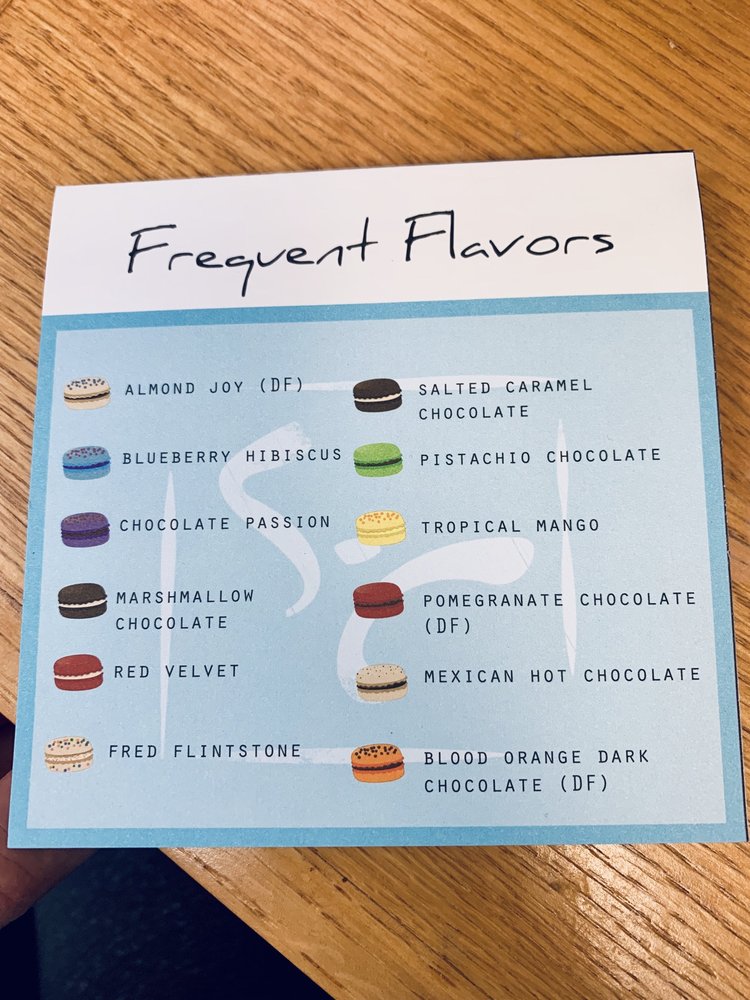 Frequent Flavors
ALMOND JOY (DF)
BLUEBERRY HIBISCUS
CHOCOLATE PASSION
MARSHMALLOW
CHOCOLATE
RED VELVET
FRED FLINTSTONE
SALTED CARAMEL
CHOCOLATE
PISTACHIO CHOCOLATE
TROPICAL MANGO
POMEGRANATE CHOCOLATE
(DF)
MEXICAN HOT CHOCOLATE
BLOOD ORANGE DARK
CHOCOLATE (DF)